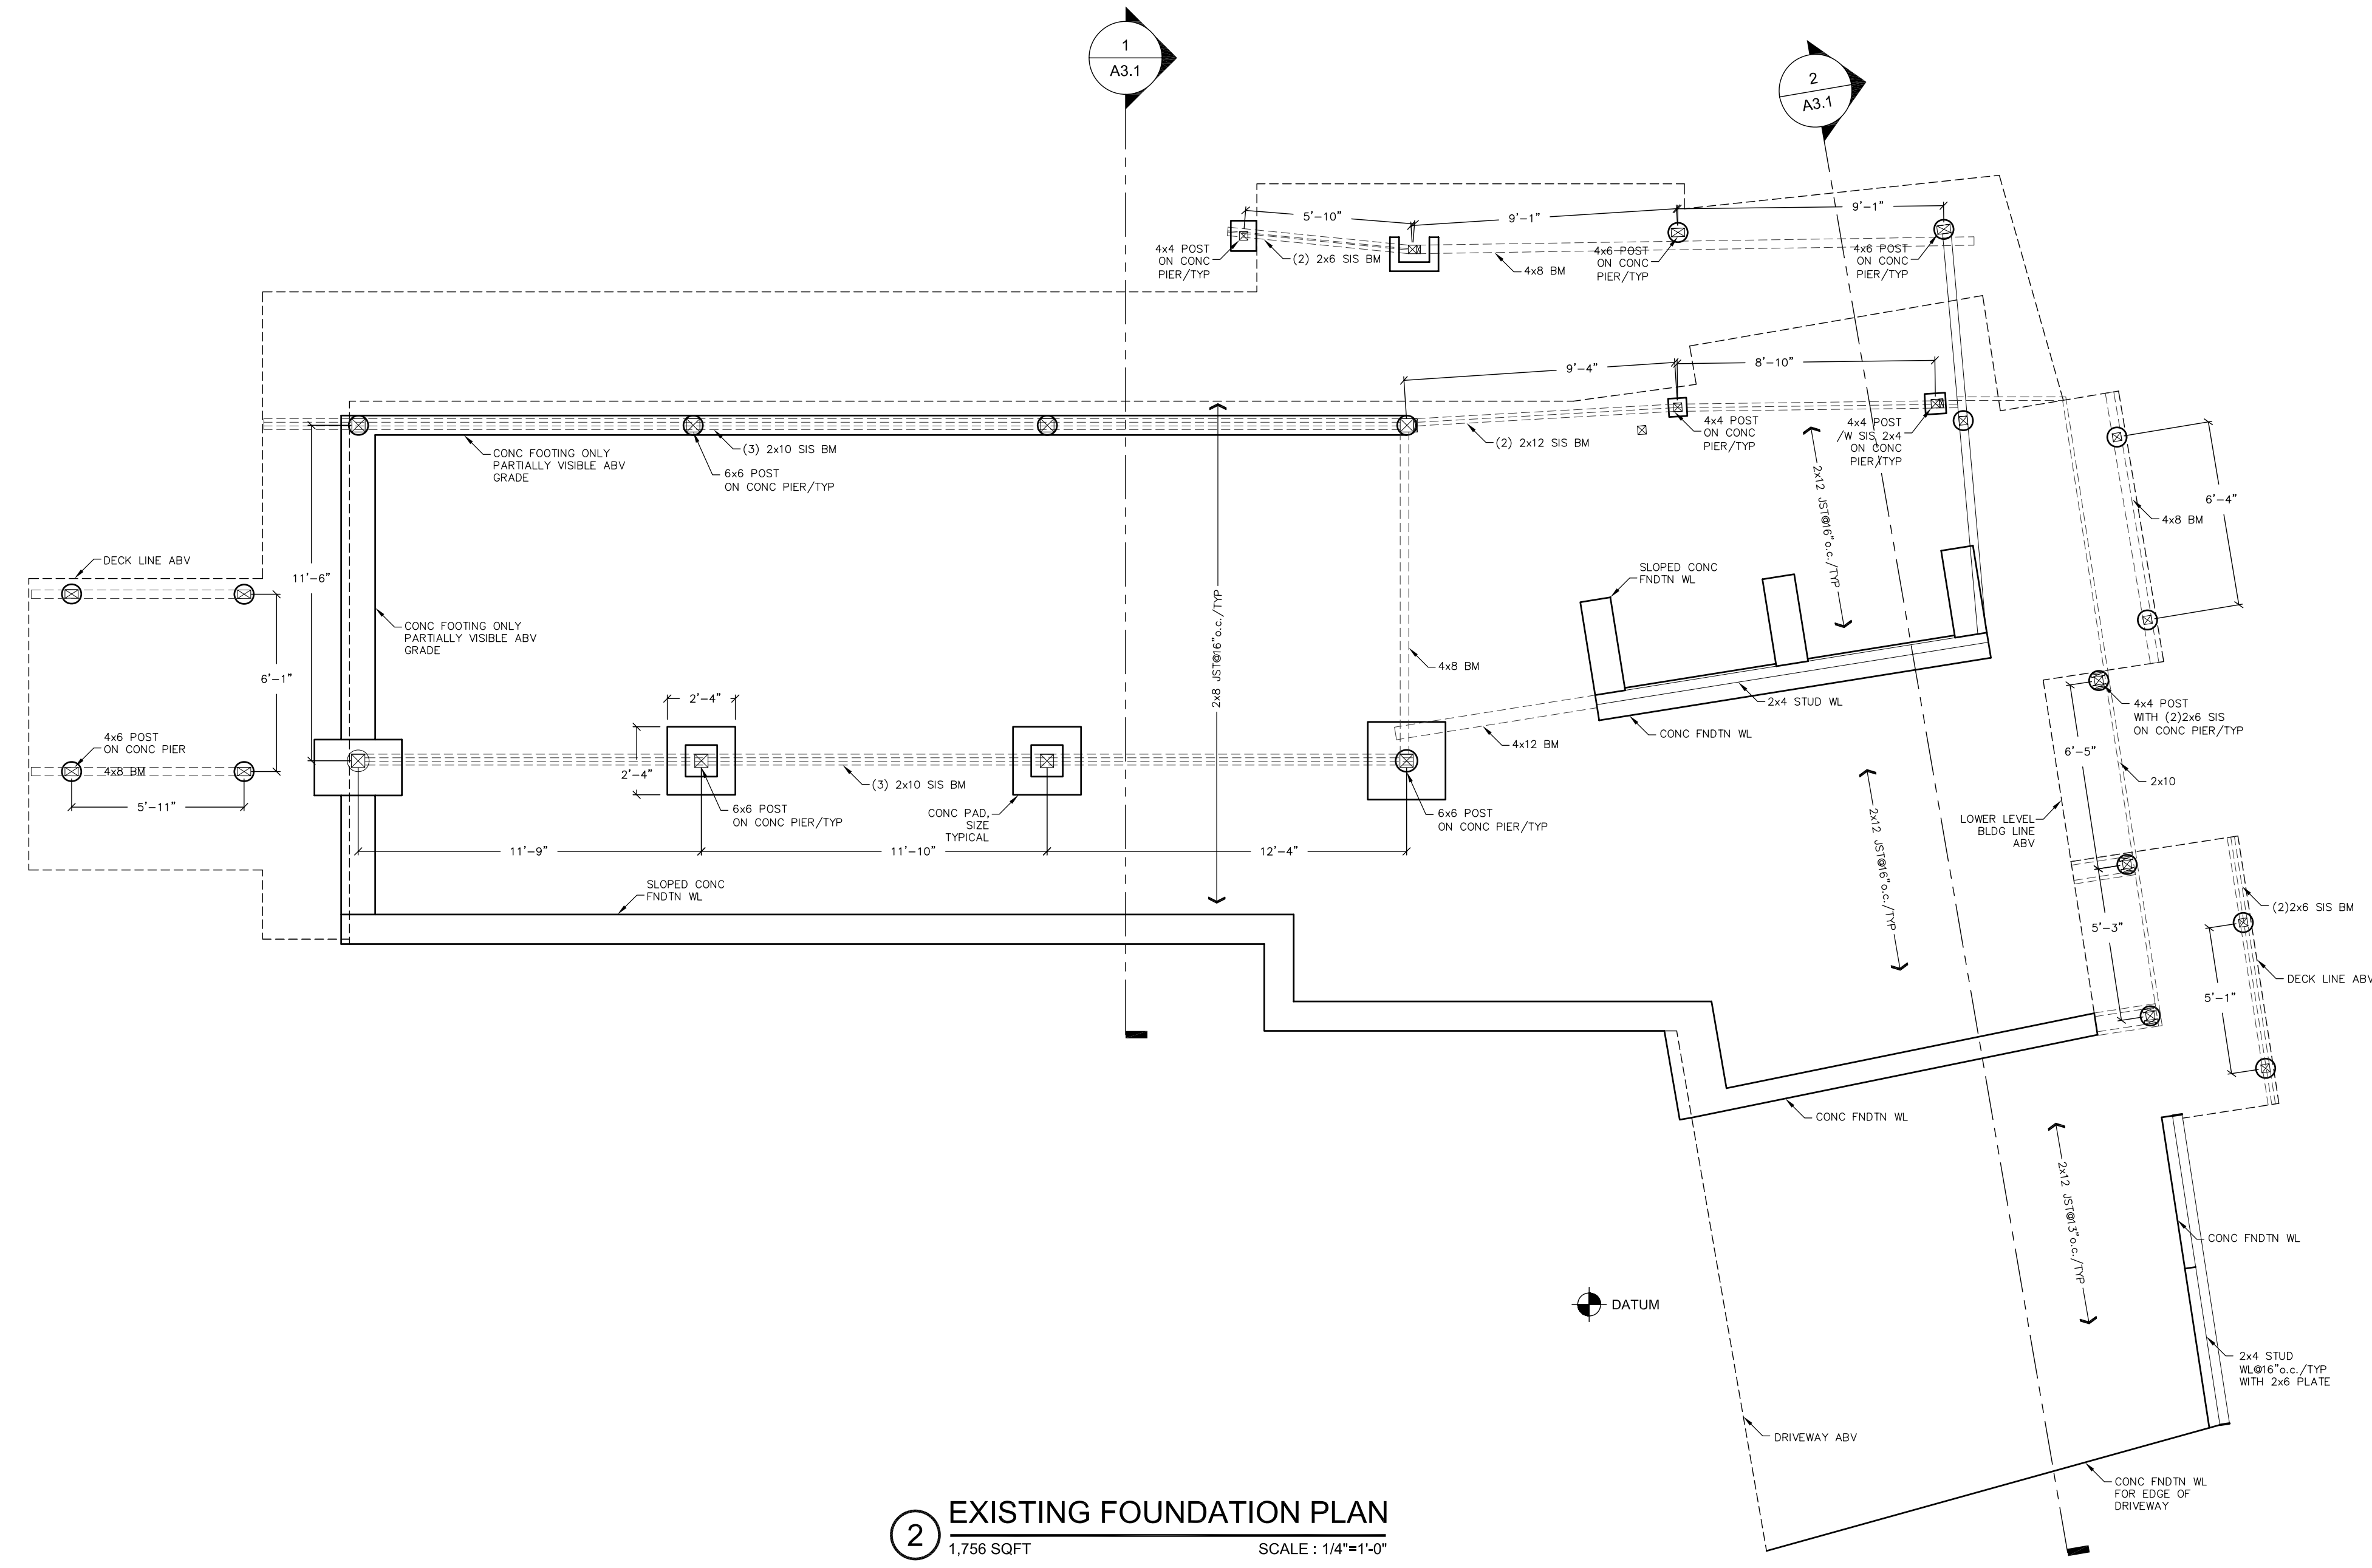 1
A3.1
2
A3.1
5'-10"
9'-1"
9'-1"
4x4 POST
ON CONC
PIER/TYP
(2) 2x6 SIS BM
4x8 BM
4x6 POST
ON CONC
PIER/TYP
4x6 POST
ON CONC
PIER/TYP
9'-4"
8'-10"
(3) 2x10 SIS BM
CONC FOOTING ONLY
PARTIALLY VISIBLE ABV
GRADE
6x6 POST
ON CONC PIER/TYP
(2) 2x12 SIS BM
4x4 POST
ON CONC
PIER/TYP
4x4 POST
/W SIS 2x4
ON CONC
PIER/TYP
2x12 JST@16"o.c./TYP
6'-4"
4x8 BM
DECK LINE ABV
11'-6"
SLOPED CONC
FNDTN WL
CONC FOOTING ONLY
PARTIALLY VISIBLE ABV
GRADE
2x8 JST@16"o.c./TYP
4x8 BM
6'-1"
2'-4"
2x4 STUD WL
CONC FNDTN WL
4x12 BM
4x4 POST
WITH (2)2x6 SIS
ON CONC PIER/TYP
4x6 POST
ON CONC PIER
4x8 BM
5'-11"
2'-4"
(3) 2x10 SIS BM
6'-5"
2x10
6x6 POST
ON CONC PIER/TYP
CONC PAD,
SIZE
TYPICAL
6x6 POST
ON CONC PIER/TYP
LOWER LEVEL
BLDG LINE
ABV
2x12 JST@16"o.c./TYP
11'-9"
11'-10"
12'-4"
SLOPED CONC
FNDTN WL
(2)2x6 SIS BM
5'-3"
DECK LINE ABV
5'-1"
CONC FNDTN WL
2x12 JST@13"o.c./TYP
CONC FNDTN WL
DATUM
2x4 STUD
WL@16"o.c./TYP
WITH 2x6 PLATE
DRIVEWAY ABV
CONC FNDTN WL
FOR EDGE OF
DRIVEWAY
2
EXISTING FOUNDATION PLAN
1,756 SQFT
SCALE : 1/4"=1'-0"